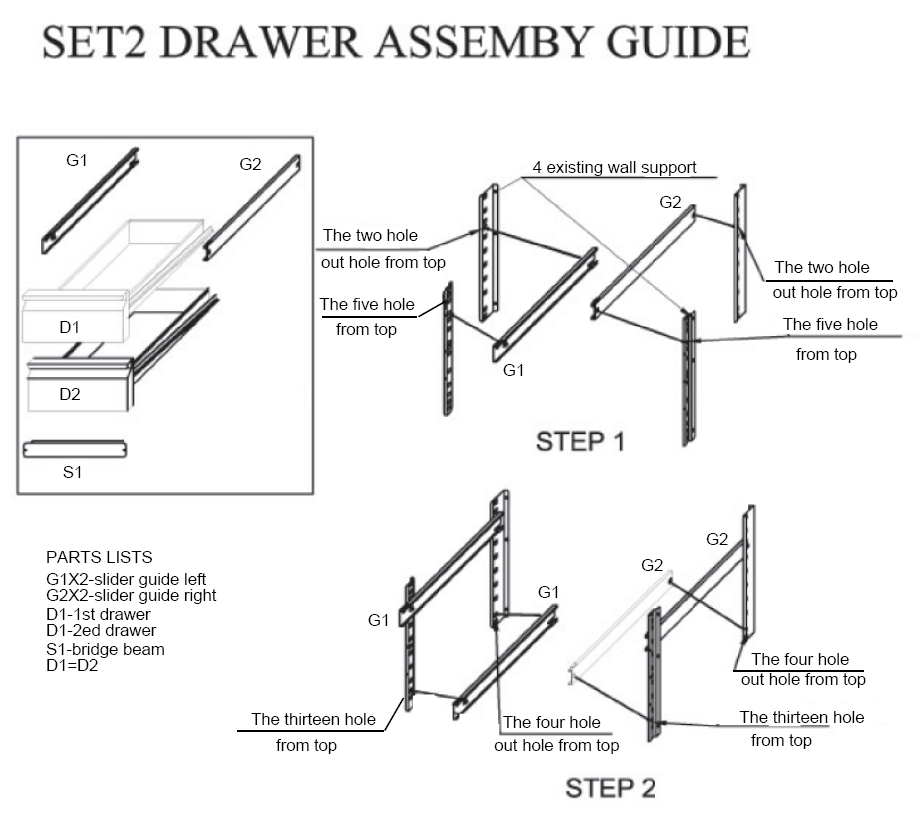 SET2 DRAWER ASSEMBY GUIDE
G1
G2
D1
D2
S1
4 existing wall support
G2
The two hole
out hole from top
The five hole
from top
The two hole
out hole from top
The five hole
from top
G1
STEP 1
PARTS LISTS
G1X2-slider guide left
G2X2-slider guide right
D1-1st drawer
D1-2ed drawer
S1-bridge beam
D1=D2
G1
G1
G2
G2
The thirteen hole
from top
The four hole
out hole from top
The four hole
out hole from top
The thirteen hole
from top
STEP 2